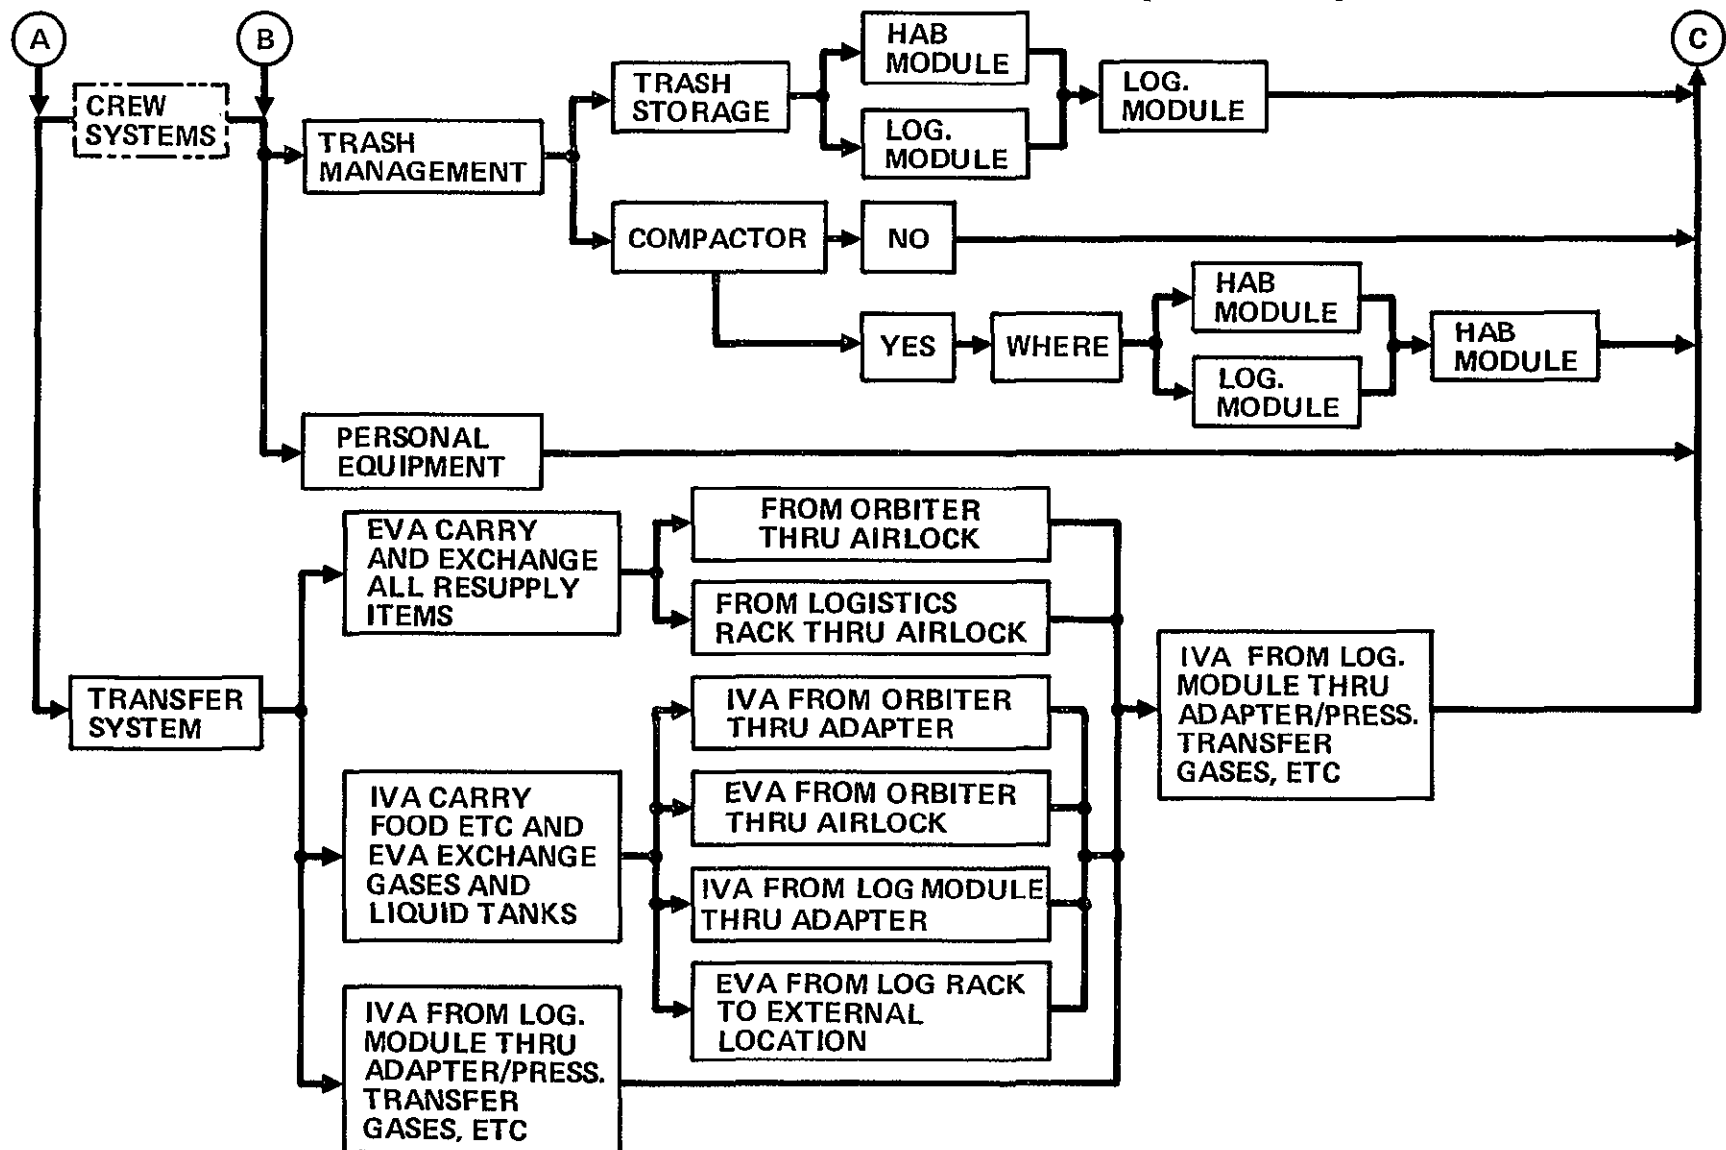 A
B
C
CREW
SYSTEMS
TRASH
MANAGEMENT
TRASH
STORAGE
HAB
MODULE
LOG.
MODULE
LOG.
MODULE
COMPACTOR
NO
YES
WHERE
HAB
MODULE
LOG.
MODULE
HAB
MODULE
PERSONAL
EQUIPMENT
TRANSFER
SYSTEM
EVA CARRY
AND EXCHANGE
ALL RESUPPLY
ITEMS
FROM ORBITER
THRU AIRLOCK
FROM LOGISTICS
RACK THRU AIRLOCK
IVA CARRY
FOOD ETC AND
EVA EXCHANGE
GASES AND
LIQUID TANKS
IVA FROM ORBITER
THRU ADAPTER
EVA FROM ORBITER
THRU AIRLOCK
IVA FROM LOG MODULE
THRU ADAPTER
EVA FROM LOG RACK
TO EXTERNAL
LOCATION
IVA FROM LOG.
MODULE THRU
ADAPTER/PRESS.
TRANSFER
GASES, ETC
IVA FROM LOG.
MODULE THRU
ADAPTER/PRESS.
TRANSFER
GASES, ETC